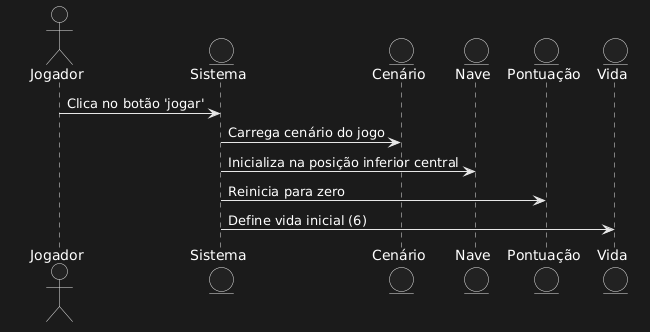 Jogador Sistema Cenário Nave Pontuação Vida
Clica no botão 'jogar'
Carrega cenário do jogo
Inicializa na posição inferior central
Reinicia para zero
Define vida inicial (6)
Jogador Sistema Cenário Nave Pontuação Vida